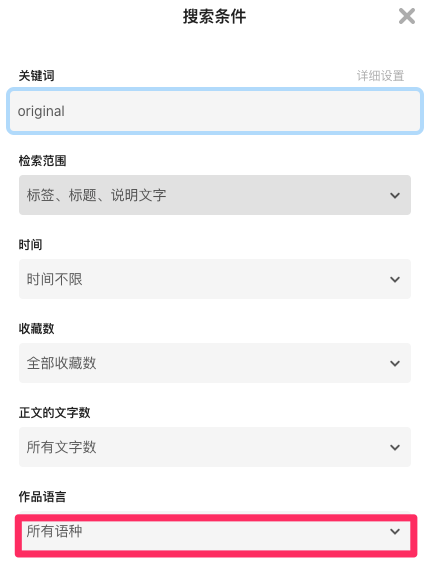 搜索条件
关键词 详细设置
original
检索范围
标签、标题、说明文字
时间
时间不限
收藏数
全部收藏数
正文的文字数
所有文字数
作品语言
所有语种